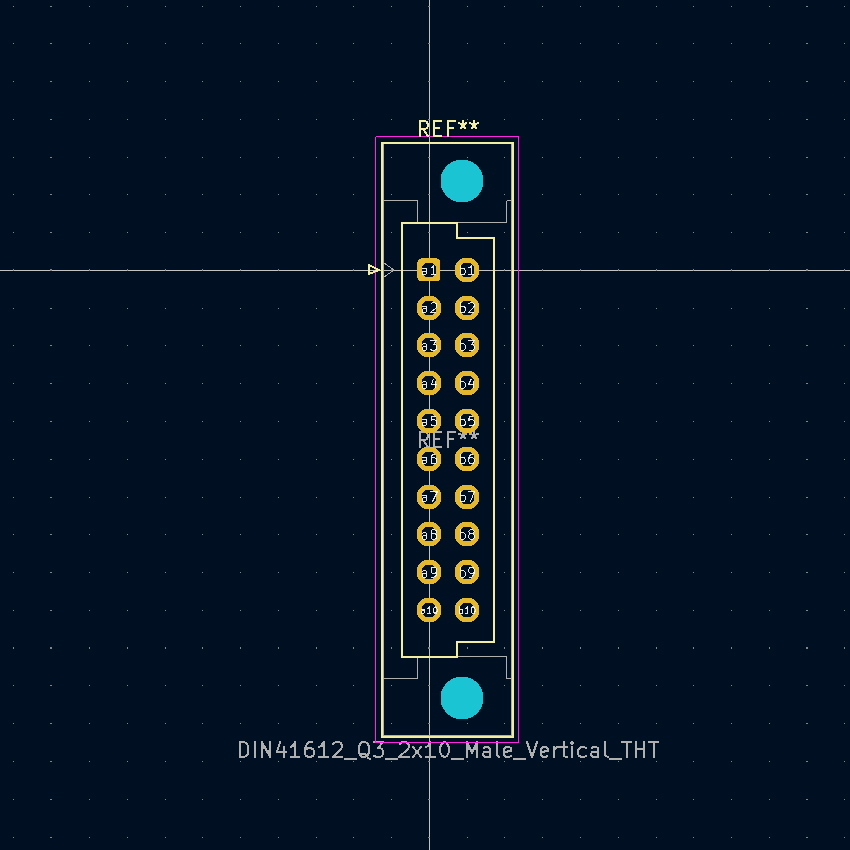 REF**
a1 b1
a2 b2
a3 b3
a4 b4
a5 b5
REF**
a6 b6
a7 b7
a8 b8
a9 b9
a10 b10
DIN41612_Q3_2x10_Male_Vertical_THT